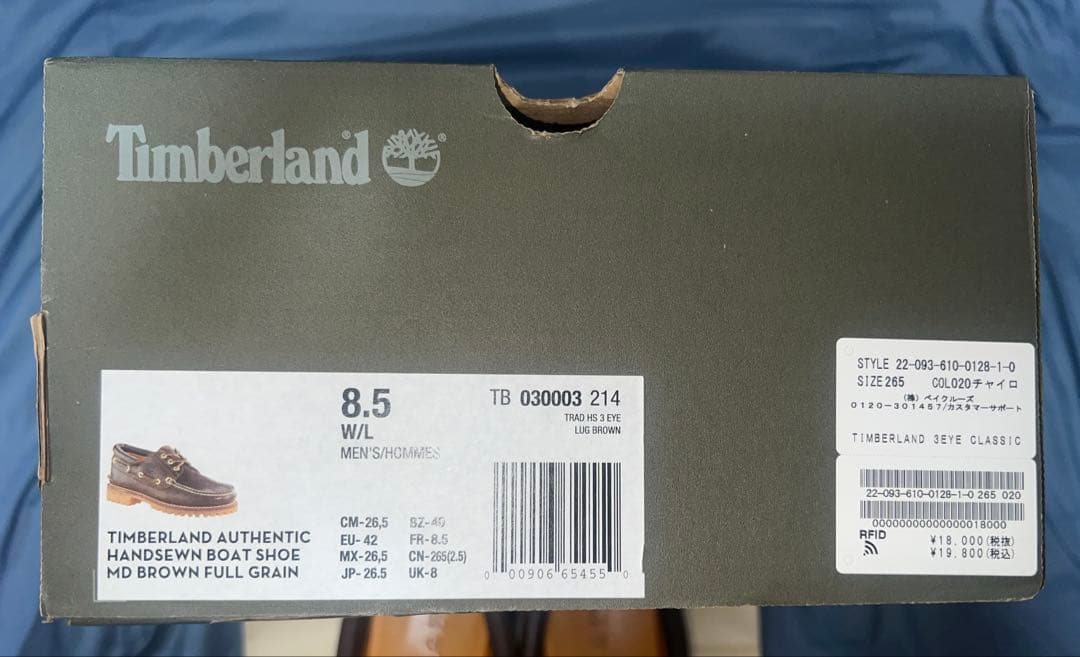 Timberland®
8.5
W/L
MEN'S/HOMMES
TB 030003 214
TRAD HS 3 EYE
LUG BROWN
TIMBERLAND AUTHENTIC
HANDSEWN BOAT SHOE
MD BROWN FULL GRAIN
CM-26,5 BZ-40
EU- 42 FR-8.5
MX-26,5 CN-265(2.5)
JP-26.5 UK-8
0 00906 65455 0
STYLE 22-093-610-0128-1-0
SIZE265 COL020チャイロ
(株) ベイクルーズ
0120-301457/カスタマーサポート
TIMBERLAND 3EYE CLASSIC
22-093-610-0128-1-0 265 020
00000000000000018000
RFID
¥18.000(税抜)
¥19.800(税込)